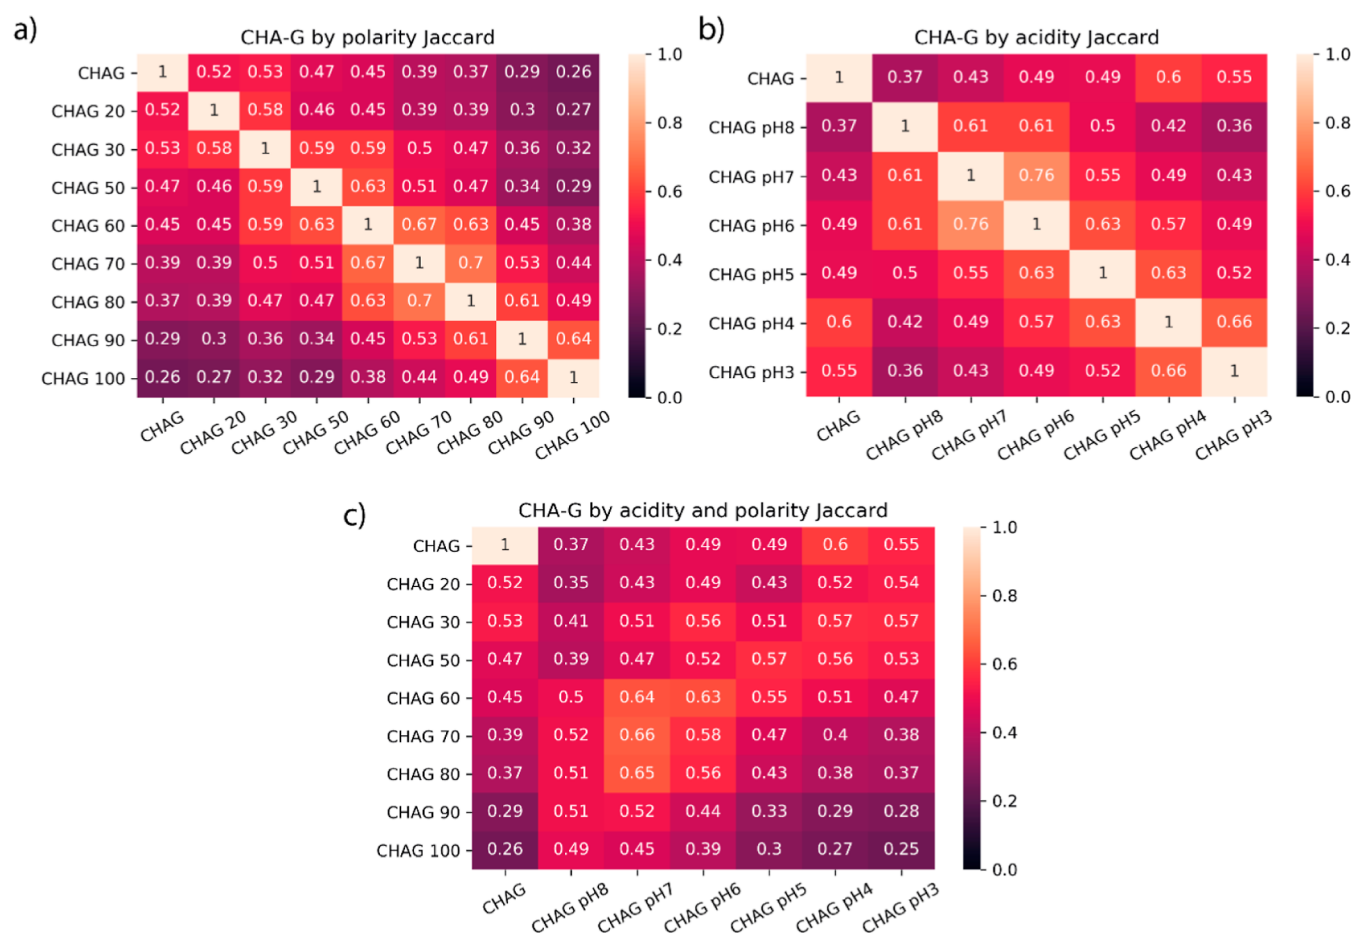 a)
CHA-G by polarity Jaccard
CHAG 1 0.52 0.53 0.47 0.45 0.39 0.37 0.29 0.26
CHAG 20 0.52 1 0.58 0.46 0.45 0.39 0.39 0.3 0.27
CHAG 30 0.53 0.58 1 0.59 0.59 0.5 0.47 0.36 0.32
CHAG 50 0.47 0.46 0.59 1 0.63 0.51 0.47 0.34 0.29
CHAG 60 0.45 0.45 0.59 0.63 1 0.67 0.63 0.45 0.38
CHAG 70 0.39 0.39 0.5 0.51 0.67 1 0.7 0.53 0.44
CHAG 80 0.37 0.39 0.47 0.47 0.63 0.7 1 0.61 0.49
CHAG 90 0.29 0.3 0.36 0.34 0.45 0.53 0.61 1 0.64
CHAG 100 0.26 0.27 0.32 0.29 0.38 0.44 0.49 0.64 1
CHAG CHAG 20 CHAG 30 CHAG 50 CHAG 60 CHAG 70 CHAG 80 CHAG 90 CHAG 100
1.0
0.8
0.6
0.4
0.2
0.0
b)
CHA-G by acidity Jaccard
CHAG 1 0.37 0.43 0.49 0.49 0.6 0.55
CHAG pH8 0.37 1 0.61 0.61 0.5 0.42 0.36
CHAG pH7 0.43 0.61 1 0.76 0.55 0.49 0.43
CHAG pH6 0.49 0.61 0.76 1 0.63 0.57 0.49
CHAG pH5 0.49 0.5 0.55 0.63 1 0.63 0.52
CHAG pH4 0.6 0.42 0.49 0.57 0.63 1 0.66
CHAG pH3 0.55 0.36 0.43 0.49 0.52 0.66 1
CHAG CHAG pH8 CHAG pH7 CHAG pH6 CHAG pH5 CHAG pH4 CHAG pH3
1.0
0.8
0.6
0.4
0.2
0.0
c)
CHA-G by acidity and polarity Jaccard
CHAG 1 0.37 0.43 0.49 0.49 0.6 0.55
CHAG 20 0.52 0.35 0.43 0.49 0.43 0.52 0.54
CHAG 30 0.53 0.41 0.51 0.56 0.51 0.57 0.57
CHAG 50 0.47 0.39 0.47 0.52 0.57 0.56 0.53
CHAG 60 0.45 0.5 0.64 0.63 0.55 0.51 0.47
CHAG 70 0.39 0.52 0.66 0.58 0.47 0.4 0.38
CHAG 80 0.37 0.51 0.65 0.56 0.43 0.38 0.37
CHAG 90 0.29 0.51 0.52 0.44 0.33 0.29 0.28
CHAG 100 0.26 0.49 0.45 0.39 0.3 0.27 0.25
CHAG CHAG pH8 CHAG pH7 CHAG pH6 CHAG pH5 CHAG pH4 CHAG pH3
1.0
0.8
0.6
0.4
0.2
0.0